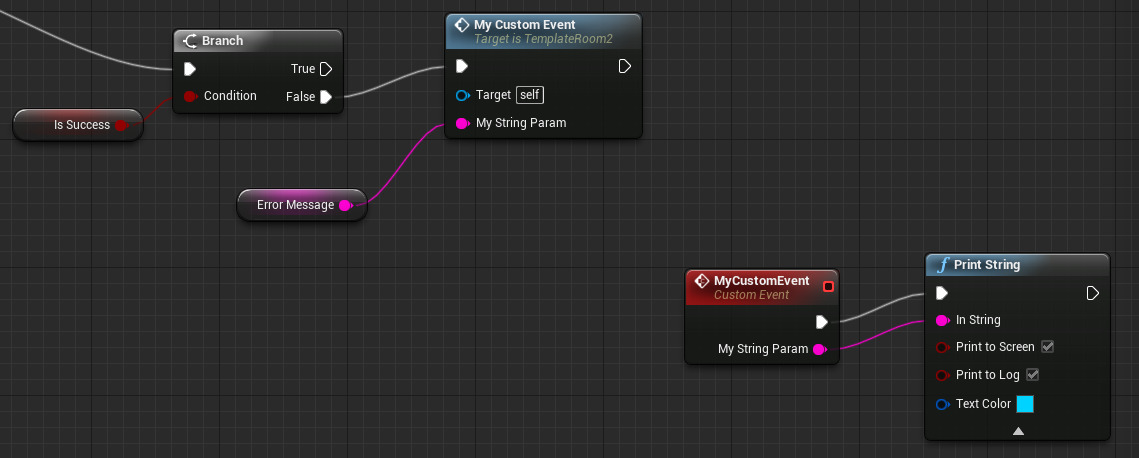 Branch
True
Condition
False
Is Success
My Custom Event
Target is TemplateRoom2
Target self
My String Param
Error Message
MyCustomEvent
Custom Event
My String Param
f Print String
In String
Print to Screen
Print to Log
Text Color